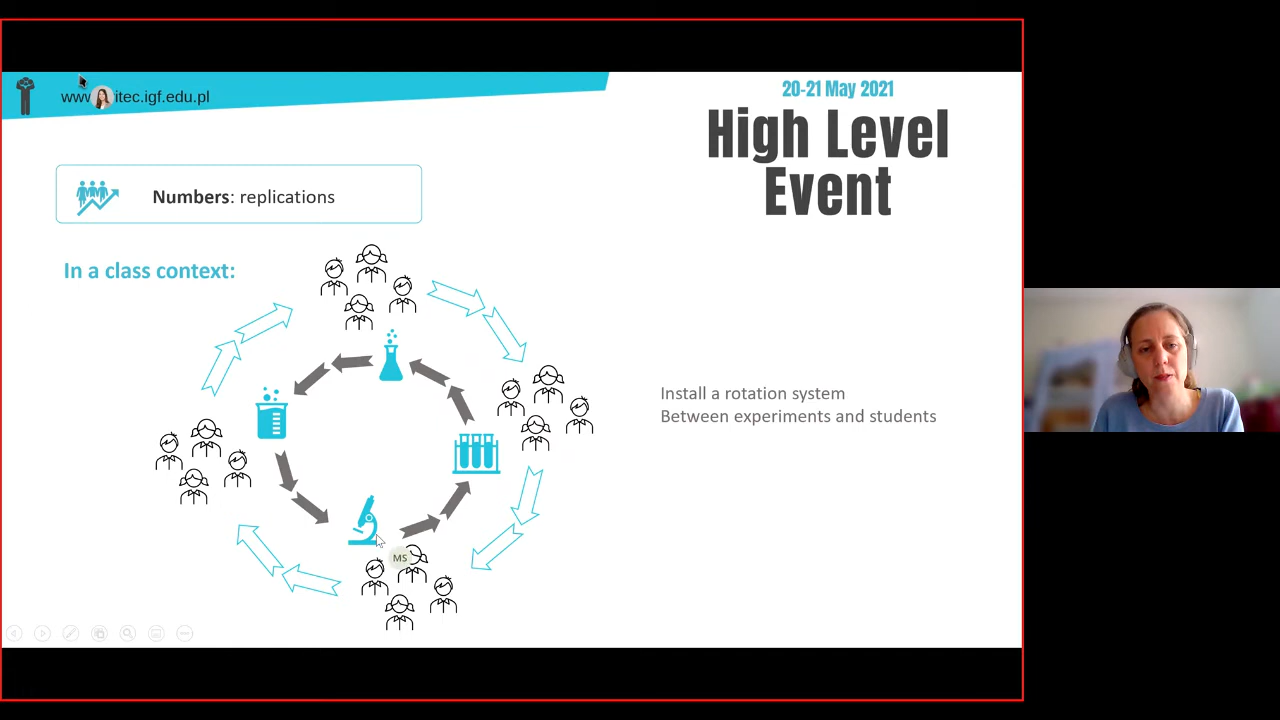 www itec.igf.edu.pl
20-21 May 2021
High Level
Event
Numbers: replications
In a class context:
Install a rotation system
Between experiments and students
MS